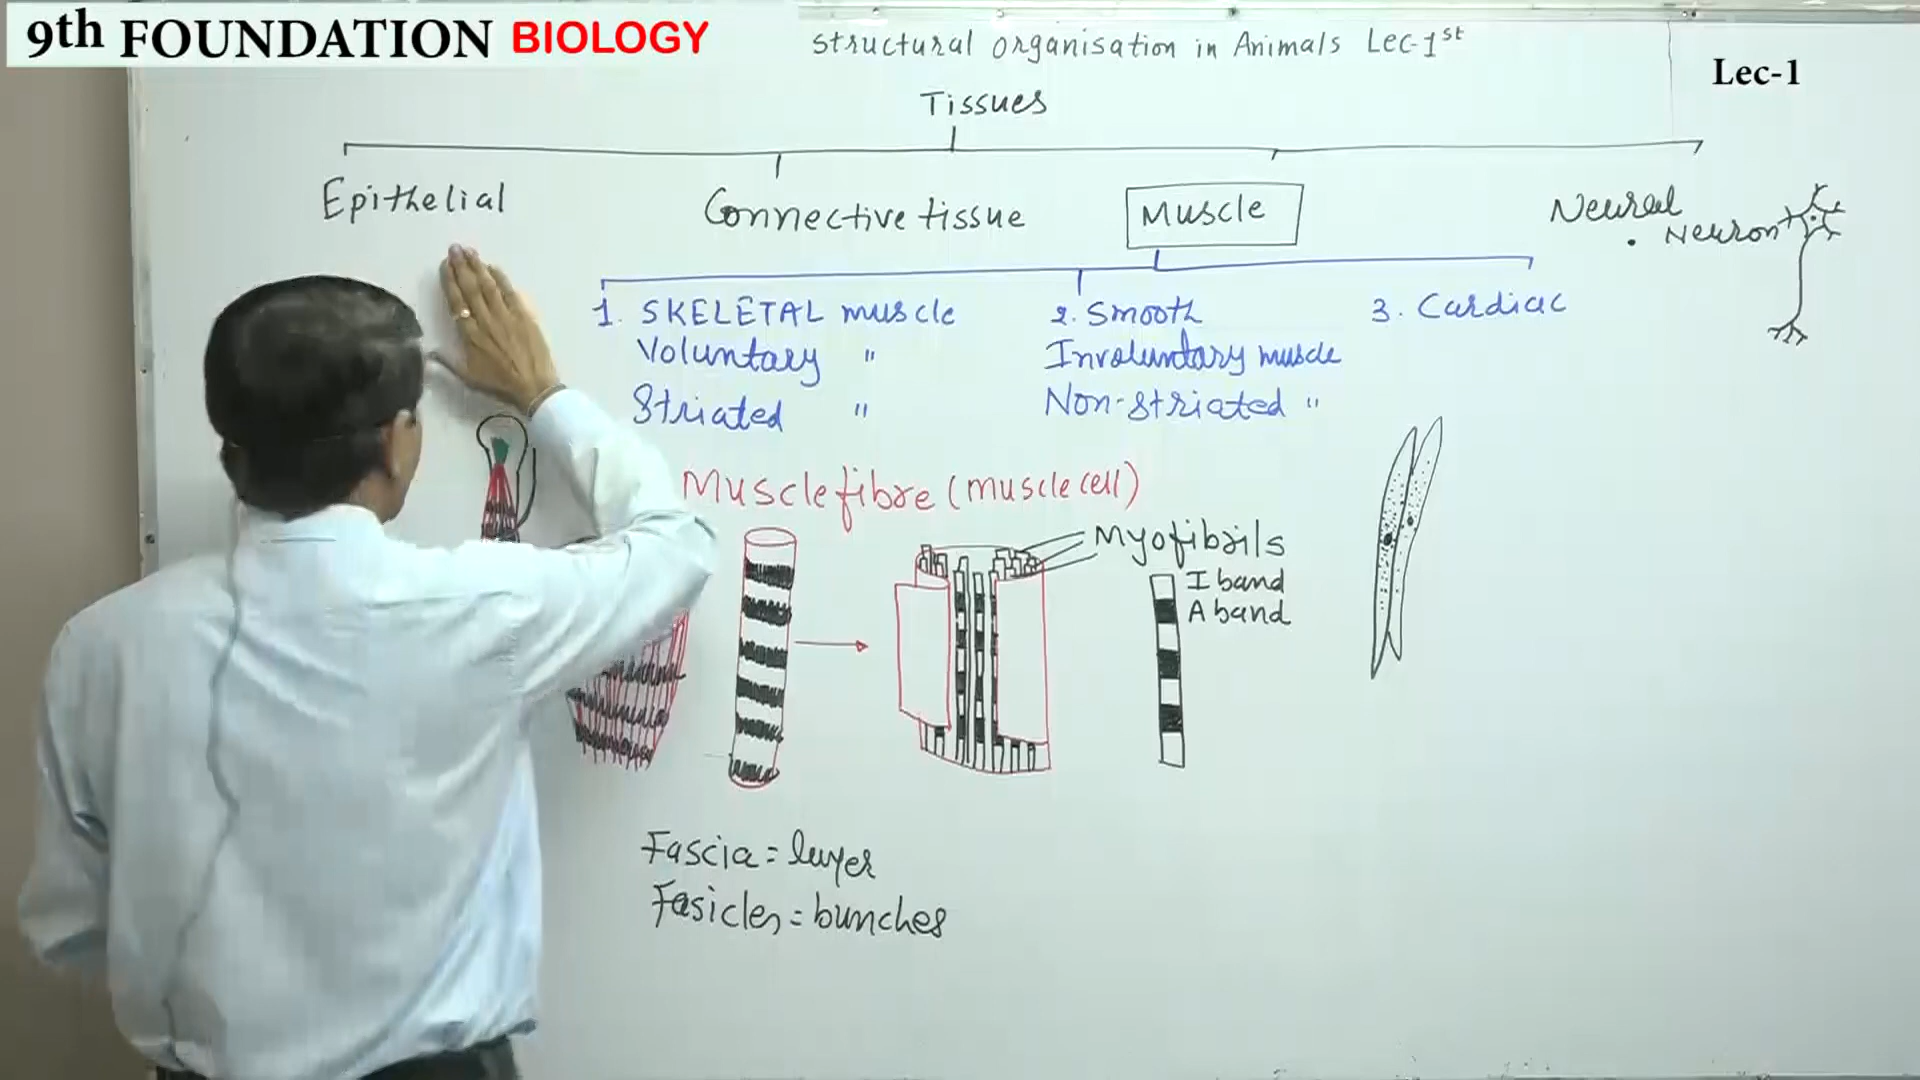 9th FOUNDATION BIOLOGY
Structural organisation in Animals Lec-1st
Lec-1
Tissues
Epithelial
Connective tissue
Muscle
Neural
• Neuron
1. SKELETAL muscle
Voluntary "
Striated "
2. Smooth
Involuntary muscle
Non-striated "
3. Cardiac
Muscle fibre (muscle cell)
Myofibrils
I band
A band
Fascia = layer
Fasicles = bunches